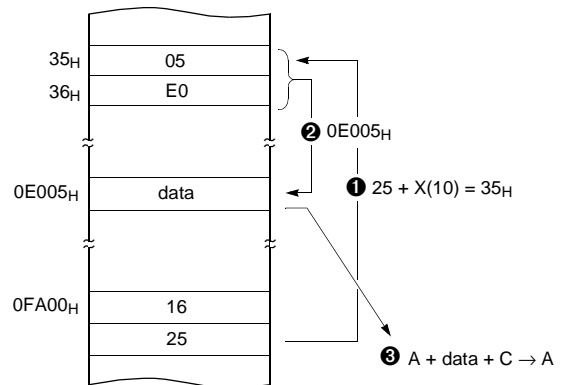 35H
05
36H
E0
❷ 0E005H
0E005H
data
❶ 25 + X(10) = 35H
0FA00H
16
25
❸ A + data + C → A